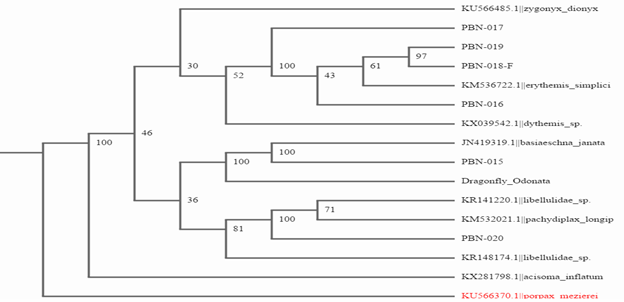 KU566485.1||zygonyx_dionyx
PBN-017
PBN-019
97
PBN-018-F
30
61
52
100
43
KM536722.1||erythemis_simplici
PBN-016
KX039542.1||dythemis_sp.
46
100
JN419319.1||basiaeschna_janata
100
100
PBN-015
Dragonfly_Odonata
36
KR141220.1||libellulidae_sp.
71
100
KM532021.1||pachydiplax_longip
81
PBN-020
KR148174.1||libellulidae_sp.
KX281798.1||acisoma_inflatum
KU566370.1||porpax_mezierei